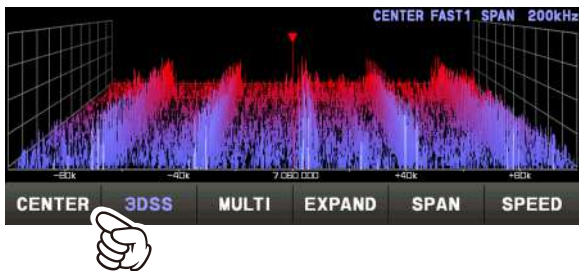 CENTER FAST1 SPAN 200kHz
-80k -40k 7.060.000 +40k +80k
CENTER 3DSS MULTI EXPAND SPAN SPEED